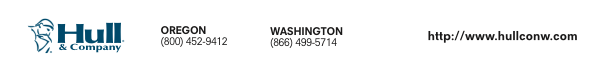 Hull
& Company
OREGON
(800) 452-9412
WASHINGTON
(866) 499-5714
http://www.hullconw.com